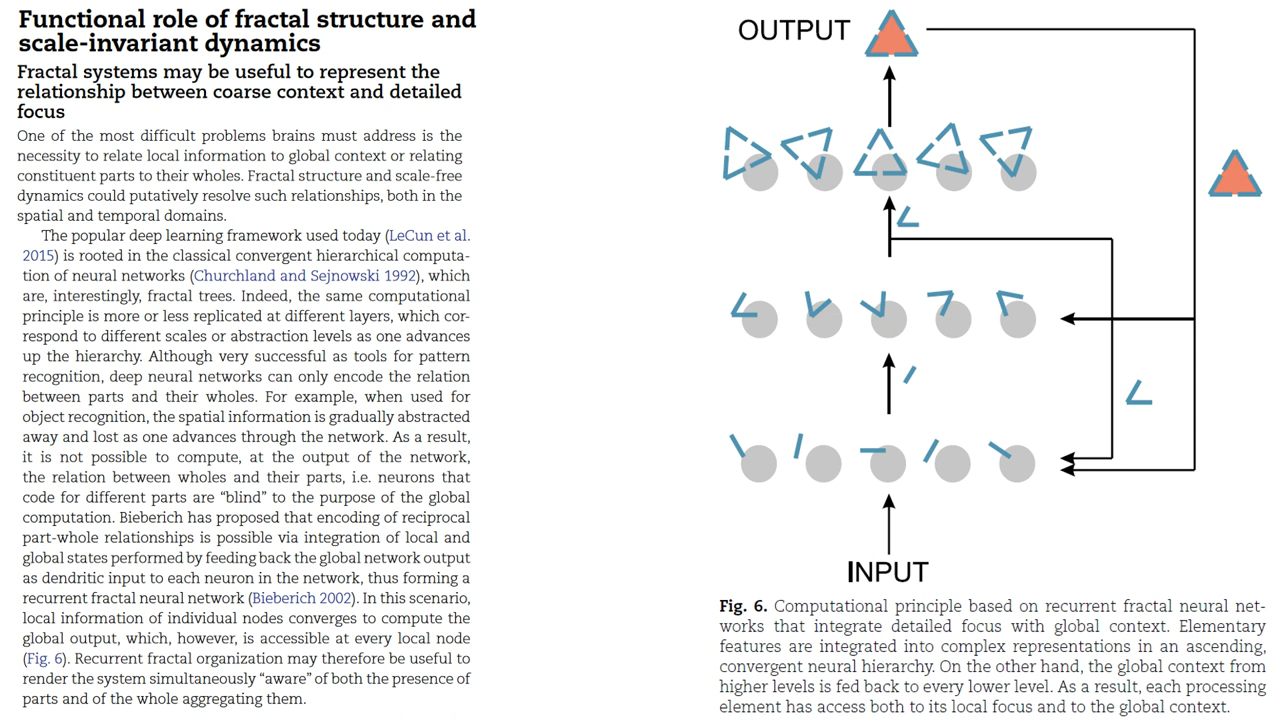 Functional role of fractal structure and
scale-invariant dynamics
Fractal systems may be useful to represent the
relationship between coarse context and detailed
focus
One of the most difficult problems brains must address is the
necessity to relate local information to global context or relating
constituent parts to their wholes. Fractal structure and scale-free
dynamics could putatively resolve such relationships, both in the
spatial and temporal domains.
The popular deep learning framework used today (LeCun et al.
2015) is rooted in the classical convergent hierarchical computa-
tion of neural networks (Churchland and Sejnowski 1992), which
are, interestingly, fractal trees. Indeed, the same computational
principle is more or less replicated at different layers, which cor-
respond to different scales or abstraction levels as one advances
up the hierarchy. Although very successful as tools for pattern
recognition, deep neural networks can only encode the relation
between parts and their wholes. For example, when used for
object recognition, the spatial information is gradually abstracted
away and lost as one advances through the network. As a result,
it is not possible to compute, at the output of the network,
the relation between wholes and their parts, i.e. neurons that
code for different parts are “blind” to the purpose of the global
computation. Bieberich has proposed that encoding of reciprocal
part-whole relationships is possible via integration of local and
global states performed by feeding back the global network output
as dendritic input to each neuron in the network, thus forming a
recurrent fractal neural network (Bieberich 2002). In this scenario,
local information of individual nodes converges to compute the
global output, which, however, is accessible at every local node
(Fig. 6). Recurrent fractal organization may therefore be useful to
render the system simultaneously “aware” of both the presence of
parts and of the whole aggregating them.
OUTPUT
INPUT
Fig. 6. Computational principle based on recurrent fractal neural net-
works that integrate detailed focus with global context. Elementary
features are integrated into complex representations in an ascending,
convergent neural hierarchy. On the other hand, the global context from
higher levels is fed back to every lower level. As a result, each processing
element has access both to its local focus and to the global context.